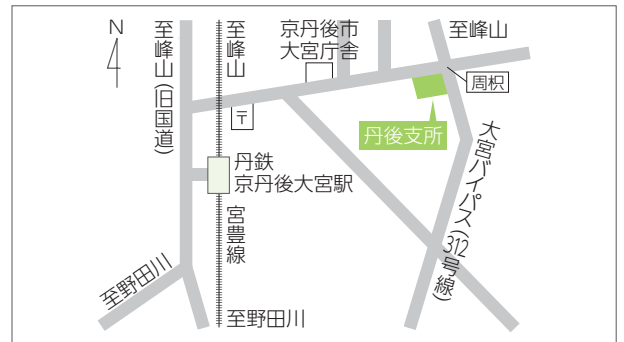 N
至峰山(旧国道)
至峰山
京丹後市
大宮庁舎
至峰山
周枳
〒
丹後支所
丹鉄
京丹後大宮駅
宮豊線
大宮バイパス(312号線)
至野田川
至野田川